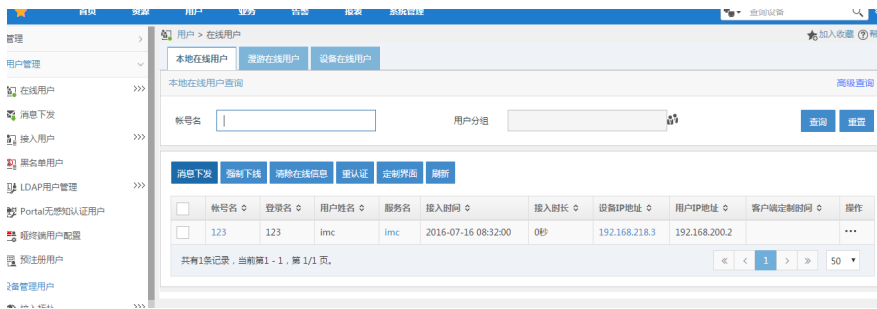 首页 资源 用户 业务 告警 报表 系统管理 查询设备
管理
用户管理
在线用户
消息下发
接入用户
黑名单用户
LDAP用户管理
Portal无感知认证用户
哑终端用户配置
预注册用户
设备管理用户
接入拓扑
用户 > 在线用户 加入收藏 帮
本地在线用户 漫游在线用户 设备在线用户
本地在线用户查询 高级查询
帐号名 用户分组 查询 重置
消息下发 强制下线 清除在线信息 重认证 定制界面 刷新
帐号名 登录名 用户姓名 服务名 接入时间 接入时长 设备IP地址 用户IP地址 客户端定制时间 操作
123 123 imc imc 2016-07-16 08:32:00 0秒 192.168.218.3 192.168.200.2 •••
共有1条记录，当前第1 - 1，第 1/1 页。 « < 1 > » 50